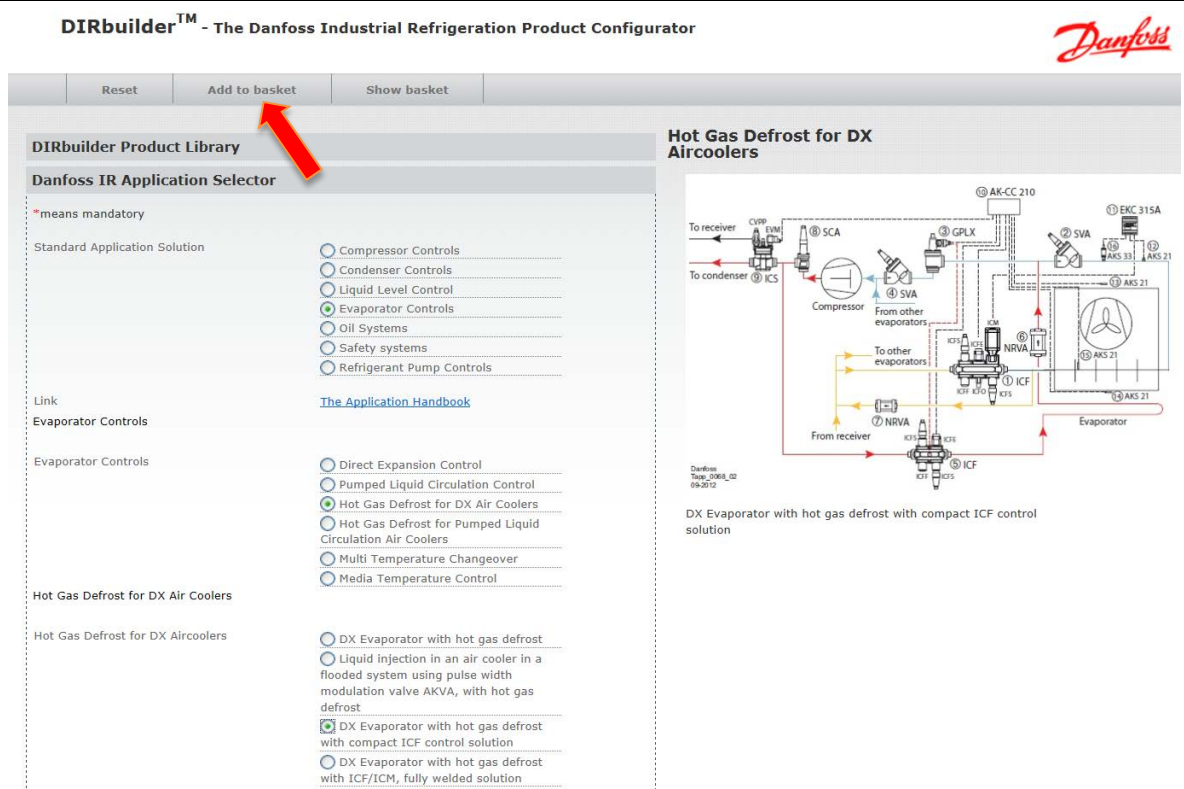 DIRbuilder™ - The Danfoss Industrial Refrigeration Product Configurator
Danfoss
Reset
Add to basket
Show basket
DIRbuilder Product Library
Danfoss IR Application Selector
*means mandatory
Standard Application Solution
Compressor Controls
Condenser Controls
Liquid Level Control
Evaporator Controls
Oil Systems
Safety systems
Refrigerant Pump Controls
Link
The Application Handbook
Evaporator Controls
Evaporator Controls
Direct Expansion Control
Pumped Liquid Circulation Control
Hot Gas Defrost for DX Air Coolers
Hot Gas Defrost for Pumped Liquid
Circulation Air Coolers
Multi Temperature Changeover
Media Temperature Control
Hot Gas Defrost for DX Air Coolers
Hot Gas Defrost for DX Aircoolers
DX Evaporator with hot gas defrost
Liquid injection in an air cooler in a
flooded system using pulse width
modulation valve AKVA, with hot gas
defrost
DX Evaporator with hot gas defrost
with compact ICF control solution
DX Evaporator with hot gas defrost
with ICF/ICM, fully welded solution
Hot Gas Defrost for DX
Aircoolers
⑩ AK-CC 210
⑪ EKC 315A
To receiver
CVPP
EVM
⑧ SCA
③ GPLX
② SVA
⑯
AKS 33
⑫
AKS 21
To condenser
⑨ ICS
④ SVA
⑬ AKS 21
Compressor
From other
evaporators
ICM
ICFS
ICFE
⑥
NRVA
To other
evaporators
⑮ AKS 21
① ICF
ICFF
ICFO
ICFS
⑭ AKS 21
⑦ NRVA
Evaporator
From receiver
ICFS
ICFE
⑤ ICF
ICFF
ICFS
Danfoss
Tapp_0068_02
09-2012
DX Evaporator with hot gas defrost with compact ICF control
solution